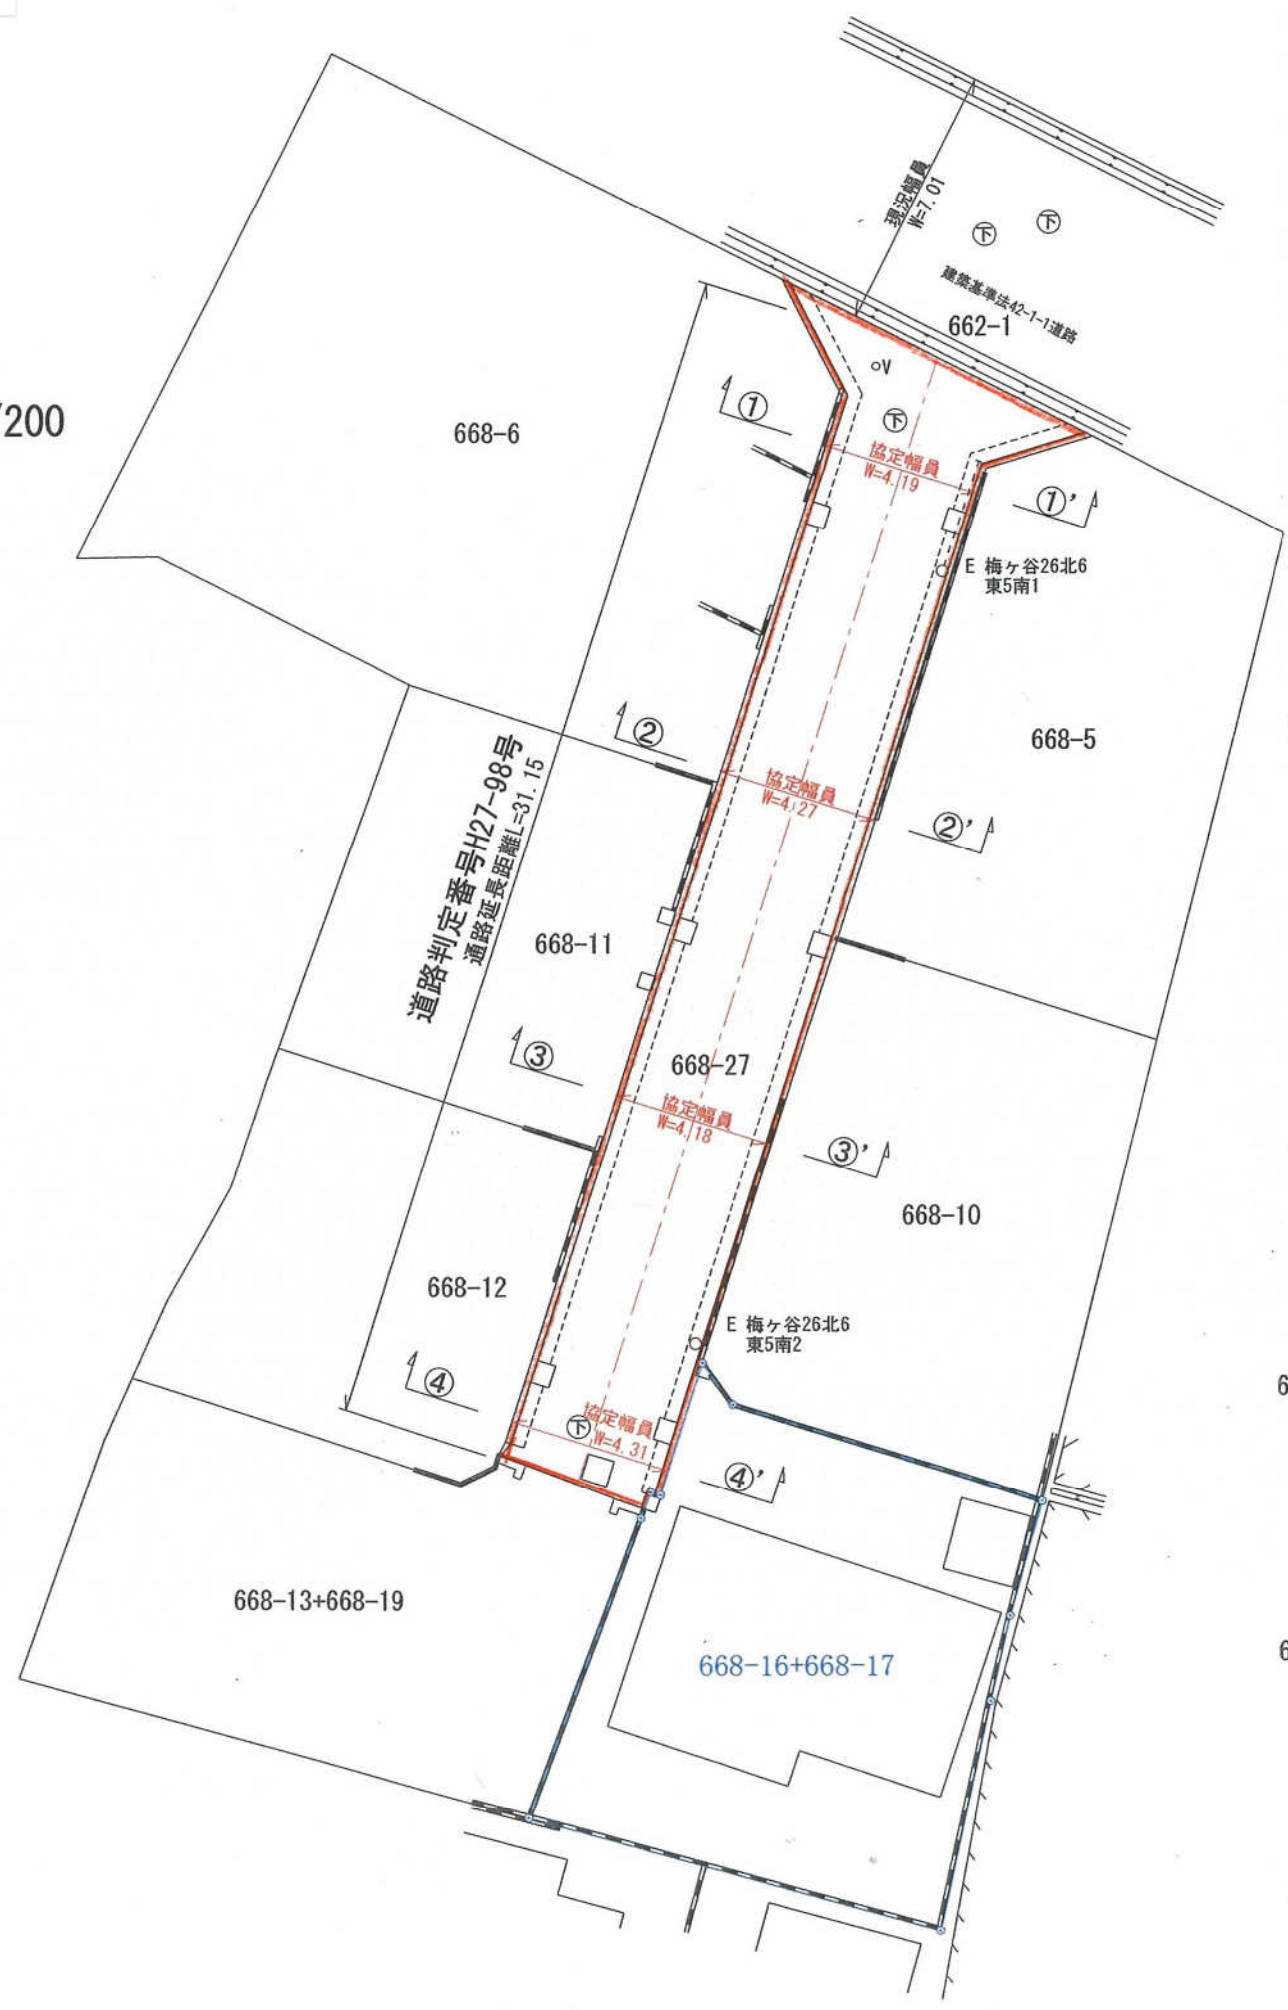 現況幅員
W=7.01
下
下
建築基準法42-1-1道路
662-1
/200
668-6
V
下
①
協定幅員
W=4.19
①'
E 梅ヶ谷26北6
東5南1
668-5
②
協定幅員
W=4.27
②'
道路判定番号H27-98号
通路延長距離L=31.15
668-11
③
668-27
協定幅員
W=4.18
③'
668-10
668-12
E 梅ヶ谷26北6
東5南2
④
下
協定幅員
W=4.31
④'
6
668-13+668-19
668-16+668-17
6